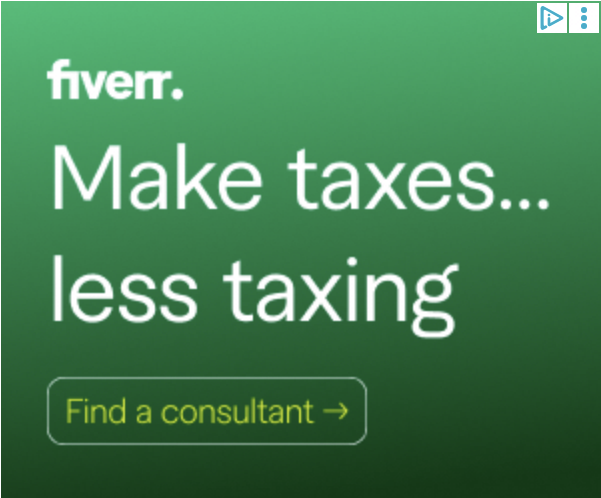 fiverr.
Make taxes...
less taxing
Find a consultant →